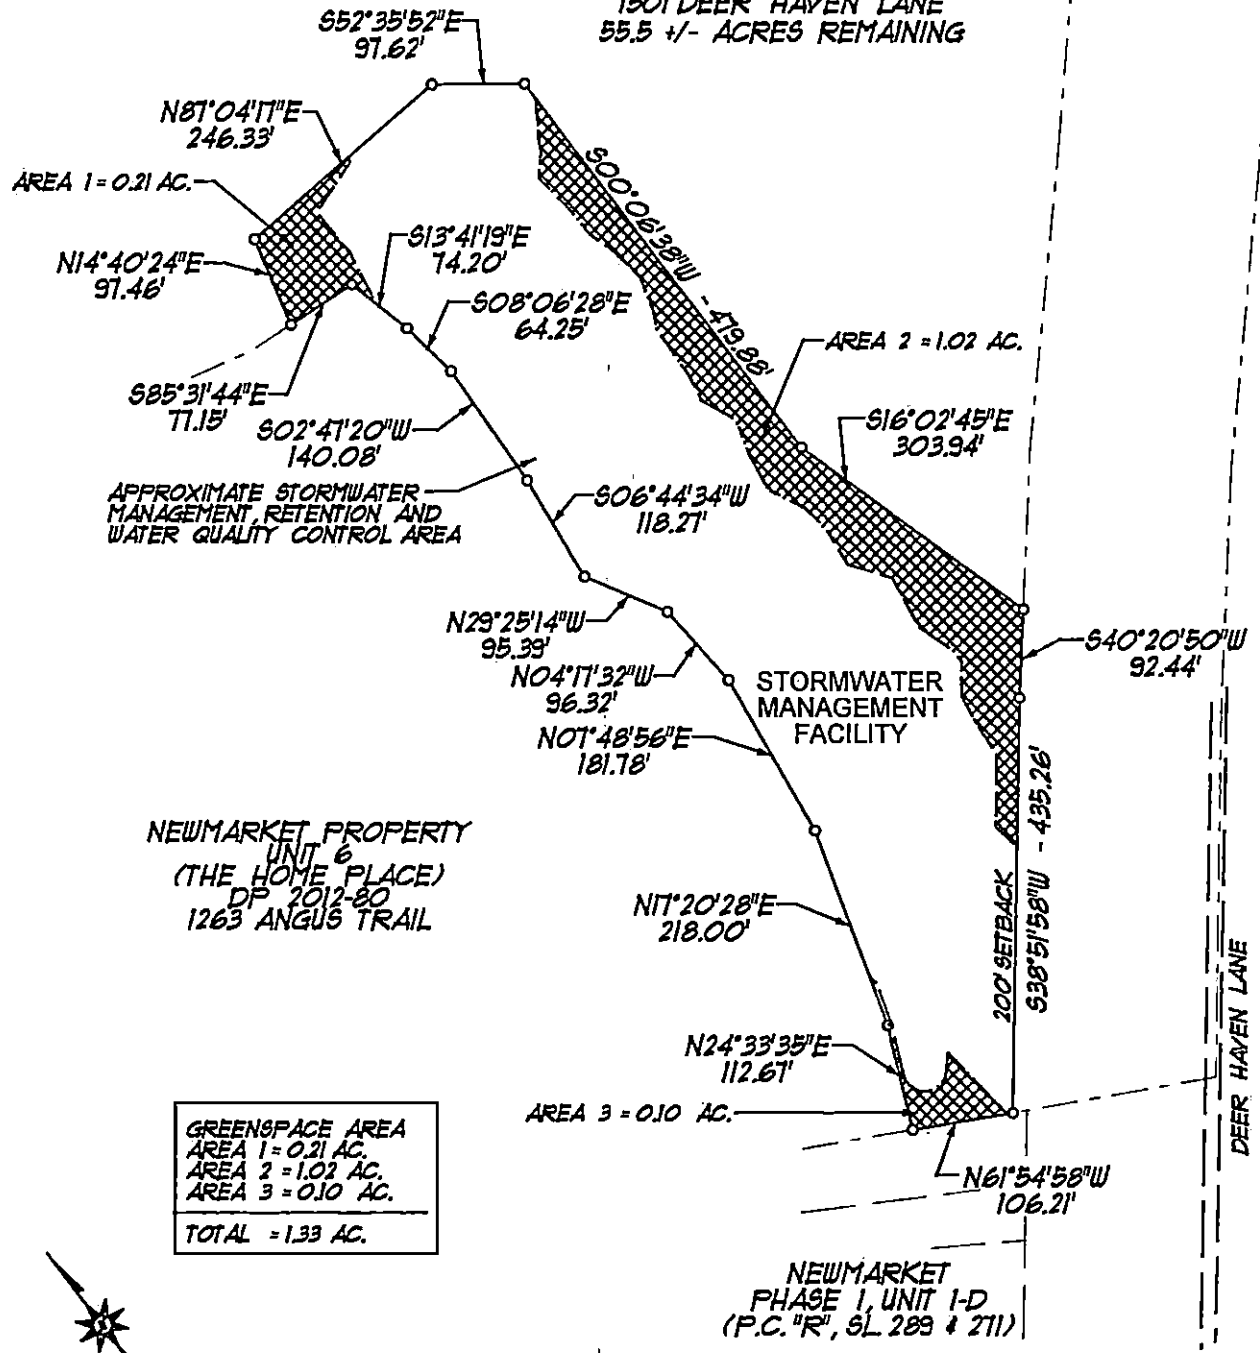 1501 DEER HAVEN LANE
55.5 +/- ACRES REMAINING
S52°35'52"E
97.62'
N87°04'17"E
246.33'
AREA 1 = 0.21 AC.
N14°40'24"E
97.46'
S13°41'19"E
74.20'
S08°06'28"E
64.25'
S00°06'38"W - 479.88'
AREA 2 = 1.02 AC.
S85°31'44"E
77.15'
S02°47'20"W
140.08'
S16°02'45"E
303.94'
APPROXIMATE STORMWATER
MANAGEMENT, RETENTION AND
WATER QUALITY CONTROL AREA
S06°44'34"W
118.27'
N29°25'14"W
95.39'
S40°20'50"W
92.44'
N04°17'32"W
96.32'
STORMWATER
MANAGEMENT
FACILITY
N07°48'56"E
181.78'
NEWMARKET PROPERTY
UNIT 6
(THE HOME PLACE)
DP 2012-80
1263 ANGUS TRAIL
N17°20'28"E
218.00'
200' SETBACK
S38°51'58"W - 435.26'
DEER HAVEN LANE
N24°33'35"E
112.67'
AREA 3 = 0.10 AC.
GREENSPACE AREA
AREA 1 = 0.21 AC.
AREA 2 = 1.02 AC.
AREA 3 = 0.10 AC.
TOTAL = 1.33 AC.
N61°54'58"W
106.21'
NEWMARKET
PHASE 1, UNIT 1-D
(P.C. "R", SL 289 & 271)